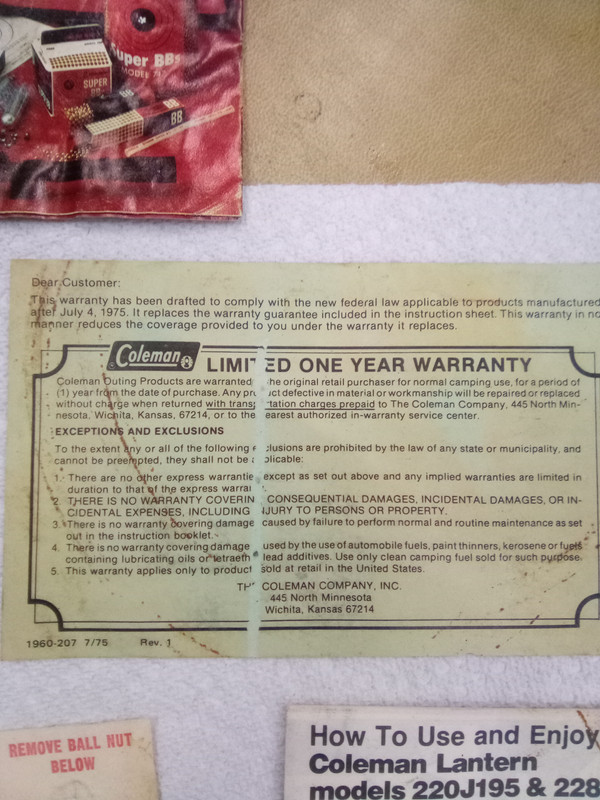 Super BBs
SUPER
BB
BB
Dear Customer:
This warranty has been drafted to comply with the new federal law applicable to products manufactured
after July 4, 1975. It replaces the warranty guarantee included in the instruction sheet. This warranty in no
manner reduces the coverage provided to you under the warranty it replaces.
Coleman LIMITED ONE YEAR WARRANTY
Coleman Outing Products are warranted the original retail purchaser for normal camping use, for a period of
(1) year from the date of purchase. Any product defective in material or workmanship will be repaired or replaced
without charge when returned with transportation charges prepaid to The Coleman Company, 445 North Min-
nesota, Wichita, Kansas, 67214, or to the nearest authorized in-warranty service center.
EXCEPTIONS AND EXCLUSIONS
To the extent any or all of the following exclusions are prohibited by the law of any state or municipality, and
cannot be preempted, they shall not be applicable:
1. There are no other express warranties except as set out above and any implied warranties are limited in
duration to that of the express warranty
2. THERE IS NO WARRANTY COVERING CONSEQUENTIAL DAMAGES, INCIDENTAL DAMAGES, OR IN-
CIDENTAL EXPENSES, INCLUDING INJURY TO PERSONS OR PROPERTY.
3. There is no warranty covering damage caused by failure to perform normal and routine maintenance as set
out in the instruction booklet.
4. There is no warranty covering damage caused by the use of automobile fuels, paint thinners, kerosene or fuels
containing lubricating oils or tetraethyl lead additives. Use only clean camping fuel sold for such purpose.
5. This warranty applies only to products sold at retail in the United States.
THE COLEMAN COMPANY, INC.
445 North Minnesota
Wichita, Kansas 67214
1960-207 7/75 Rev. 1
REMOVE BALL NUT
BELOW
How To Use and Enjoy
Coleman Lantern
models 220J195 & 228